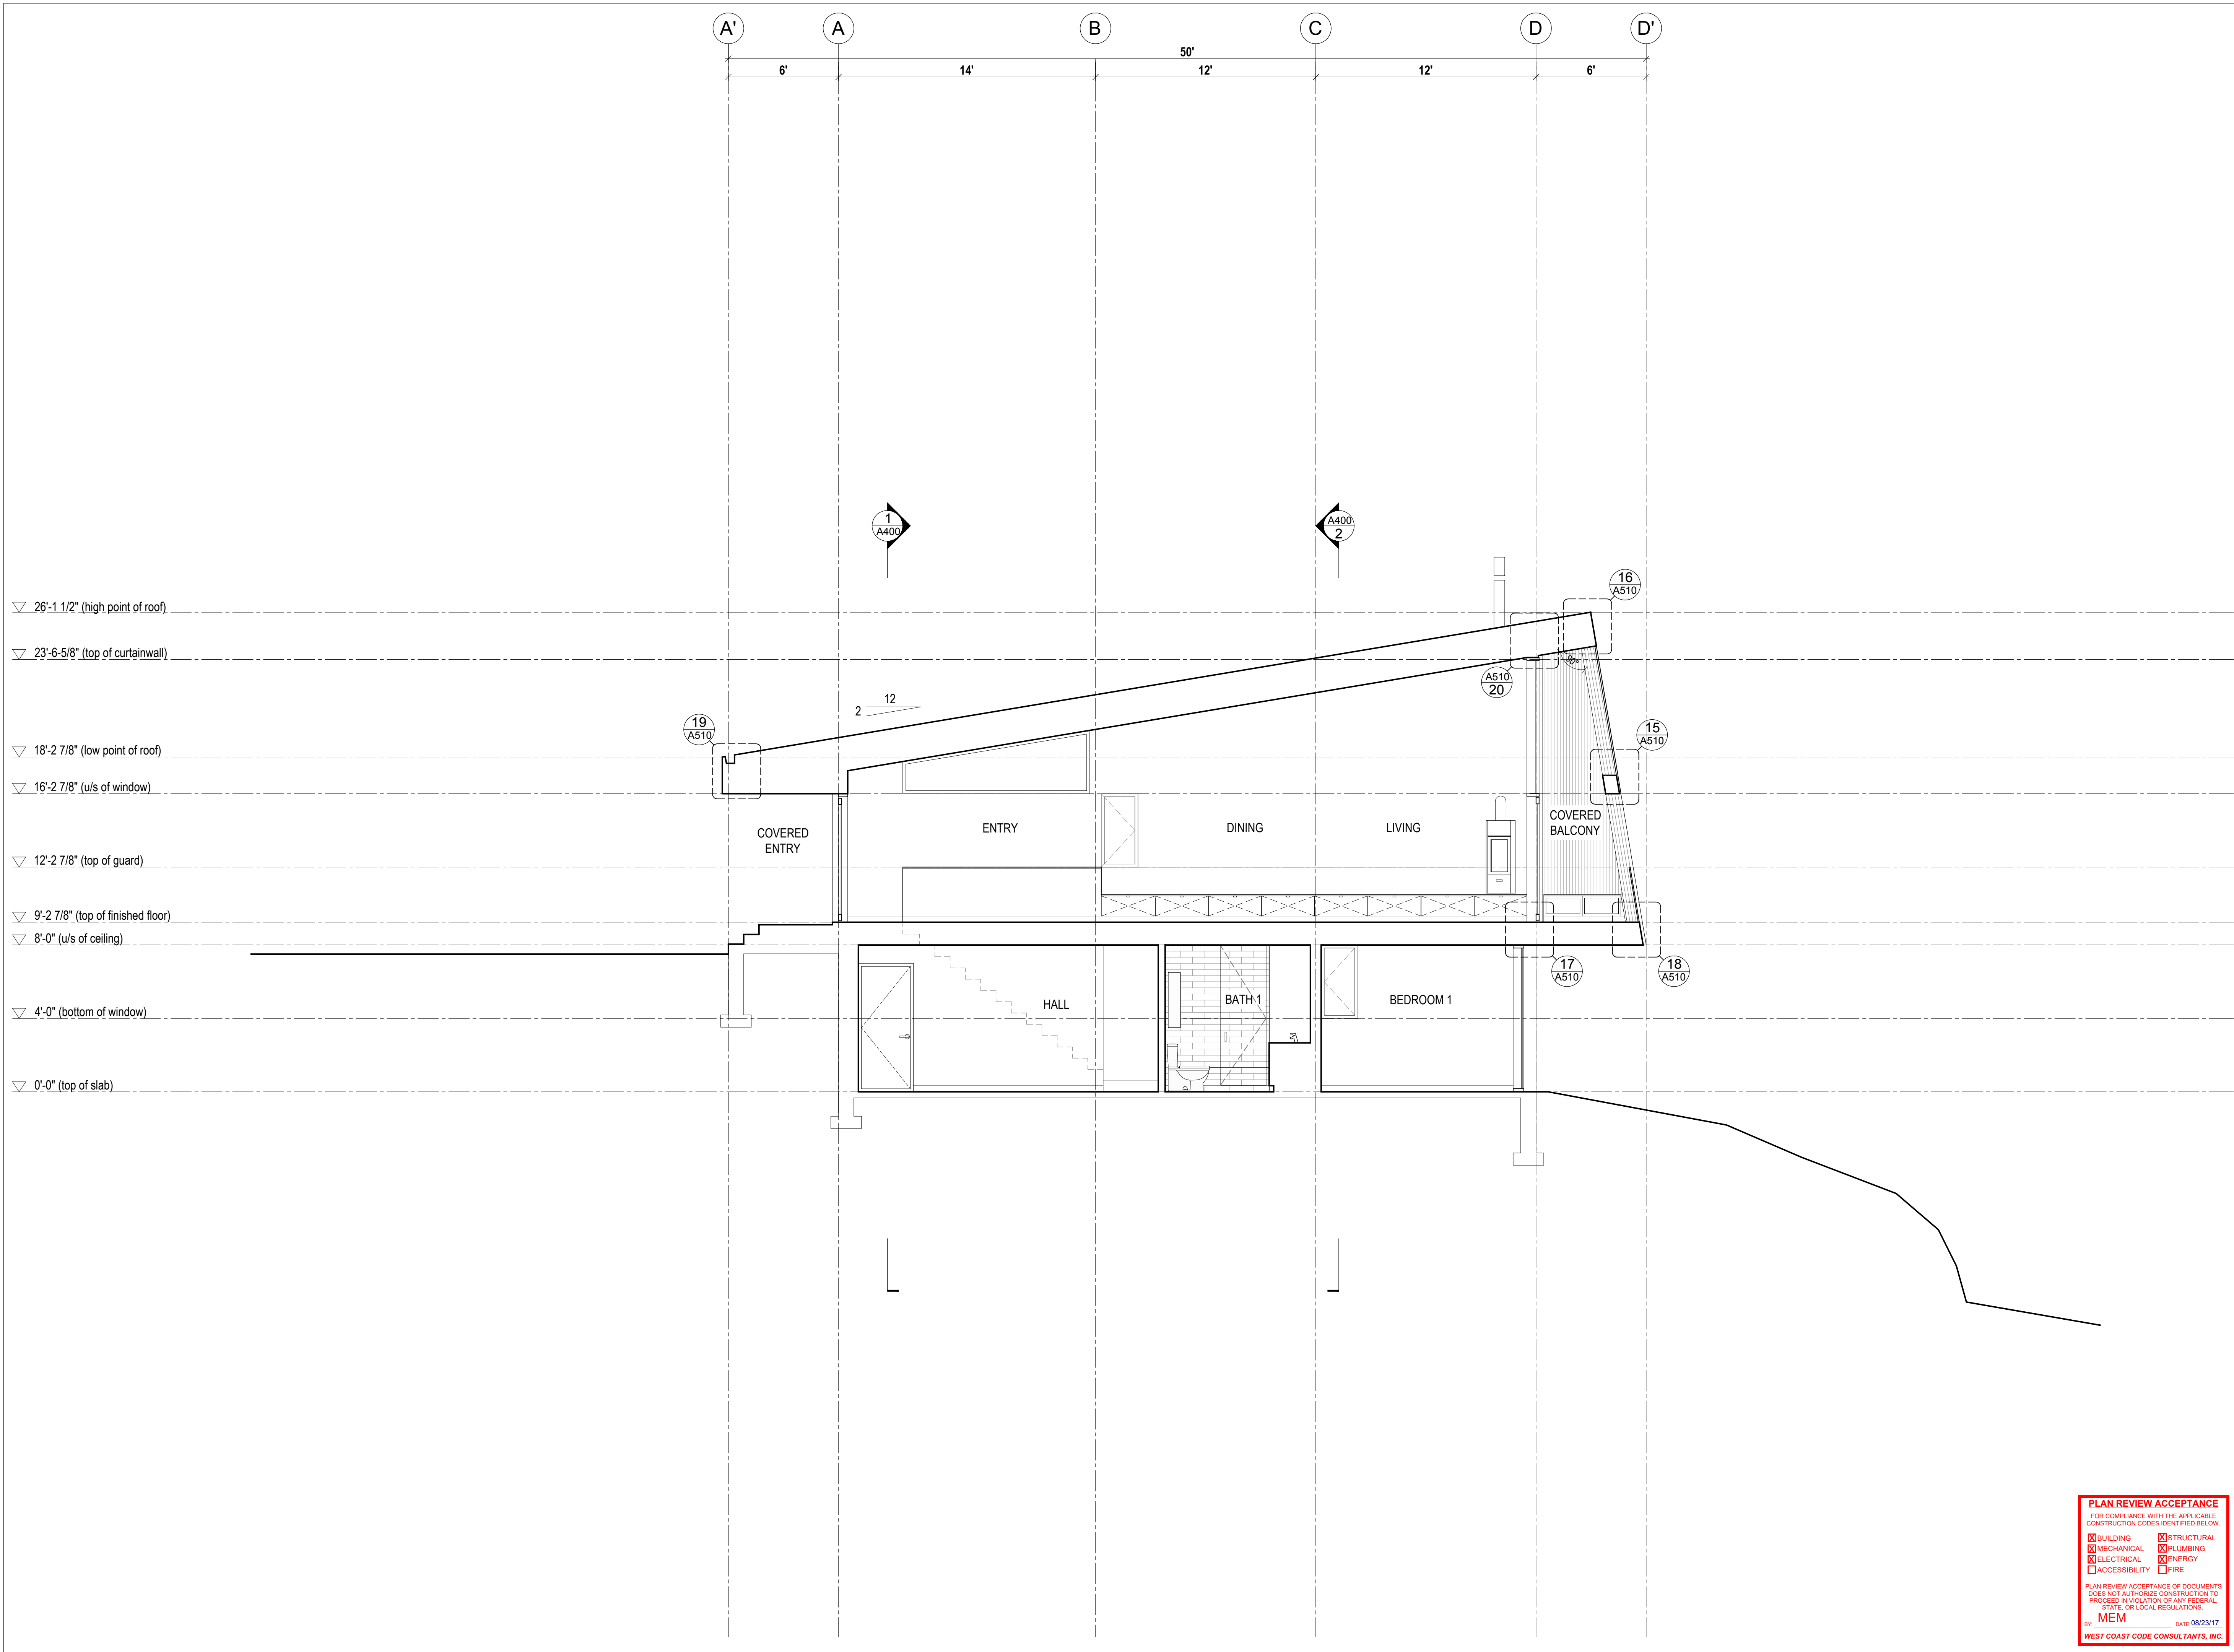 A' A B C D D'
50'
6' 14' 12' 12' 6'
1
A400
A400
2
16
A510
26'-1 1/2" (high point of roof)
23'-6-5/8" (top of curtainwall)
90°
A510
20
12
2
19
A510
15
A510
18'-2 7/8" (low point of roof)
16'-2 7/8" (u/s of window)
COVERED
ENTRY
ENTRY
DINING
LIVING
COVERED
BALCONY
12'-2 7/8" (top of guard)
9'-2 7/8" (top of finished floor)
8'-0" (u/s of ceiling)
17
A510
18
A510
HALL
BATH 1
BEDROOM 1
4'-0" (bottom of window)
0'-0" (top of slab)
PLAN REVIEW ACCEPTANCE
FOR COMPLIANCE WITH THE APPLICABLE
CONSTRUCTION CODES IDENTIFIED BELOW.
X BUILDING X STRUCTURAL
X MECHANICAL X PLUMBING
X ELECTRICAL X ENERGY
ACCESSIBILITY FIRE
PLAN REVIEW ACCEPTANCE OF DOCUMENTS
DOES NOT AUTHORIZE CONSTRUCTION TO
PROCEED IN VIOLATION OF ANY FEDERAL,
STATE, OR LOCAL REGULATIONS.
BY: MEM DATE: 08/23/17
WEST COAST CODE CONSULTANTS, INC.